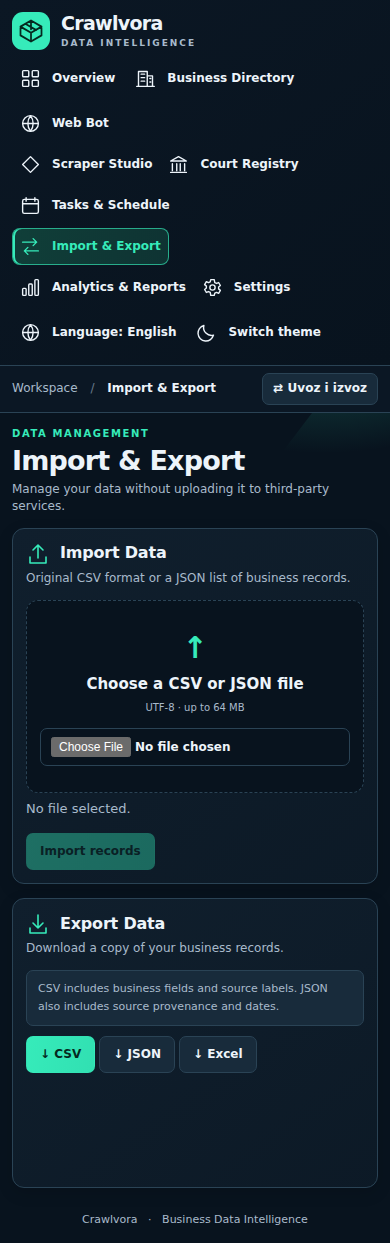 Crawlvora
DATA INTELLIGENCE
Overview
Business Directory
Web Bot
Scraper Studio
Court Registry
Tasks & Schedule
Import & Export
Analytics & Reports
Settings
Language: English
Switch theme
Workspace / Import & Export
⇄ Uvoz i izvoz
DATA MANAGEMENT
Import & Export
Manage your data without uploading it to third-party
services.
Import Data
Original CSV format or a JSON list of business records.
↑
Choose a CSV or JSON file
UTF-8 · up to 64 MB
Choose File No file chosen
No file selected.
Import records
Export Data
Download a copy of your business records.
CSV includes business fields and source labels. JSON
also includes source provenance and dates.
↓ CSV
↓ JSON
↓ Excel
Crawlvora · Business Data Intelligence